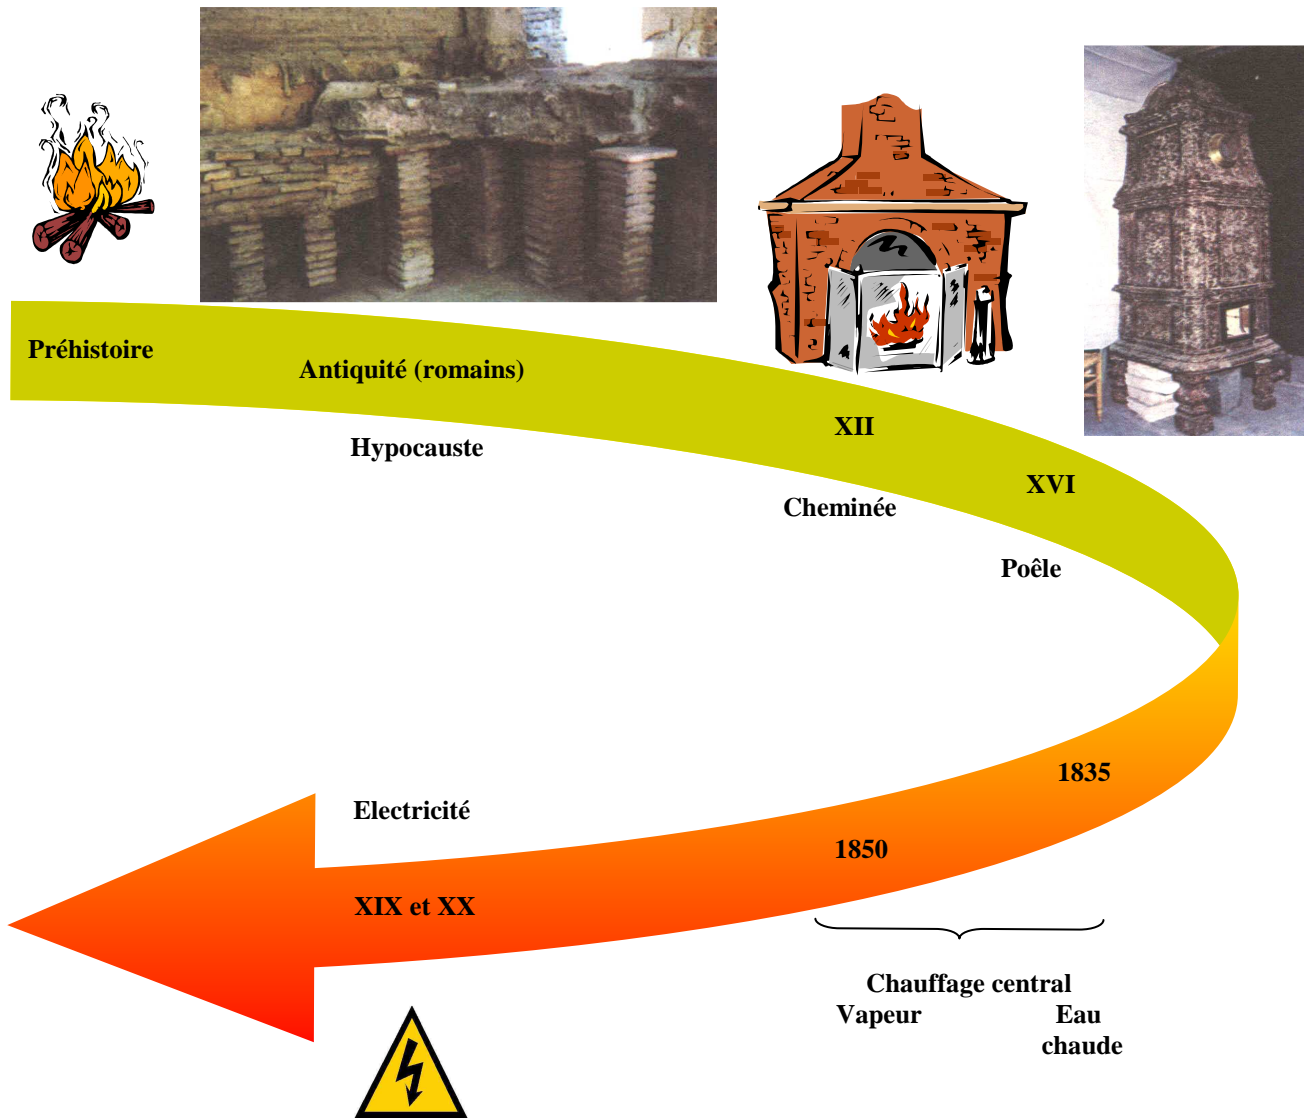 Préhistoire
Antiquité (romains)
Hypocauste
XII
Cheminée
XVI
Poêle
1835
1850
Electricité
XIX et XX
Chauffage central
Vapeur
Eau
chaude